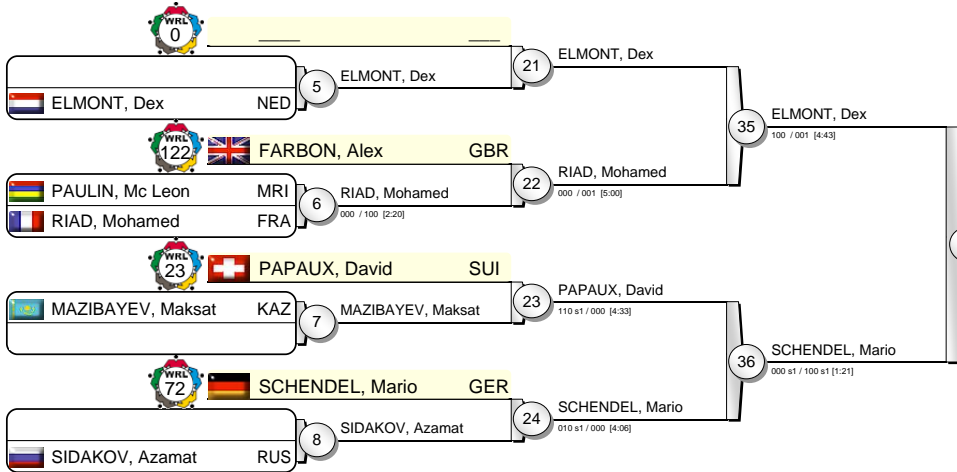 WRL
0 ____ ___
ELMONT, Dex NED
5
ELMONT, Dex
21
ELMONT, Dex
WRL
122 FARBON, Alex GBR
PAULIN, Mc Leon MRI
RIAD, Mohamed FRA
6
RIAD, Mohamed
000 / 100 [2:20]
22
RIAD, Mohamed
000 / 001 [5:00]
35
ELMONT, Dex
100 / 001 [4:43]
WRL
23 PAPAUX, David SUI
MAZIBAYEV, Maksat KAZ
7
MAZIBAYEV, Maksat
23
PAPAUX, David
110 s1 / 000 [4:33]
WRL
72 SCHENDEL, Mario GER
SIDAKOV, Azamat RUS
8
SIDAKOV, Azamat
24
SCHENDEL, Mario
010 s1 / 000 [4:06]
36
SCHENDEL, Mario
000 s1 / 100 s1 [1:21]